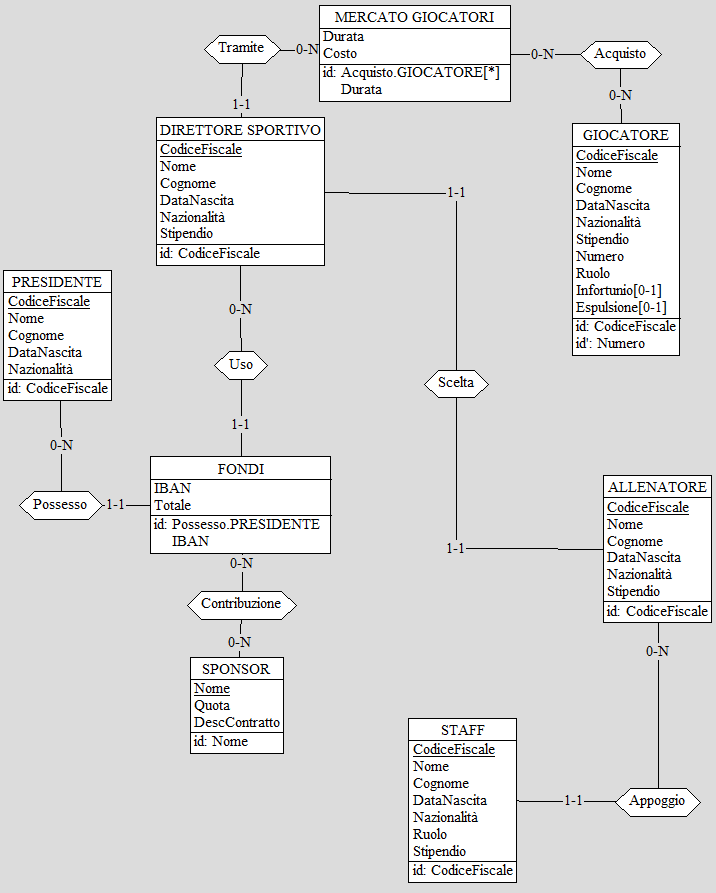 MERCATO GIOCATORI
Durata
Costo
id: Acquisto.GIOCATORE[*]
Durata
Tramite
0-N
0-N
Acquisto
1-1
0-N
DIRETTORE SPORTIVO
CodiceFiscale
Nome
Cognome
DataNascita
Nazionalità
Stipendio
id: CodiceFiscale
1-1
GIOCATORE
CodiceFiscale
Nome
Cognome
DataNascita
Nazionalità
Stipendio
Numero
Ruolo
Infortunio[0-1]
Espulsione[0-1]
id: CodiceFiscale
id': Numero
PRESIDENTE
CodiceFiscale
Nome
Cognome
DataNascita
Nazionalità
id: CodiceFiscale
0-N
Uso
Scelta
1-1
0-N
FONDI
IBAN
Totale
id: Possesso.PRESIDENTE
IBAN
Possesso
1-1
ALLENATORE
CodiceFiscale
Nome
Cognome
DataNascita
Nazionalità
Stipendio
id: CodiceFiscale
1-1
0-N
Contribuzione
0-N
0-N
SPONSOR
Nome
Quota
DescContratto
id: Nome
STAFF
CodiceFiscale
Nome
Cognome
DataNascita
Nazionalità
Ruolo
Stipendio
id: CodiceFiscale
1-1
Appoggio